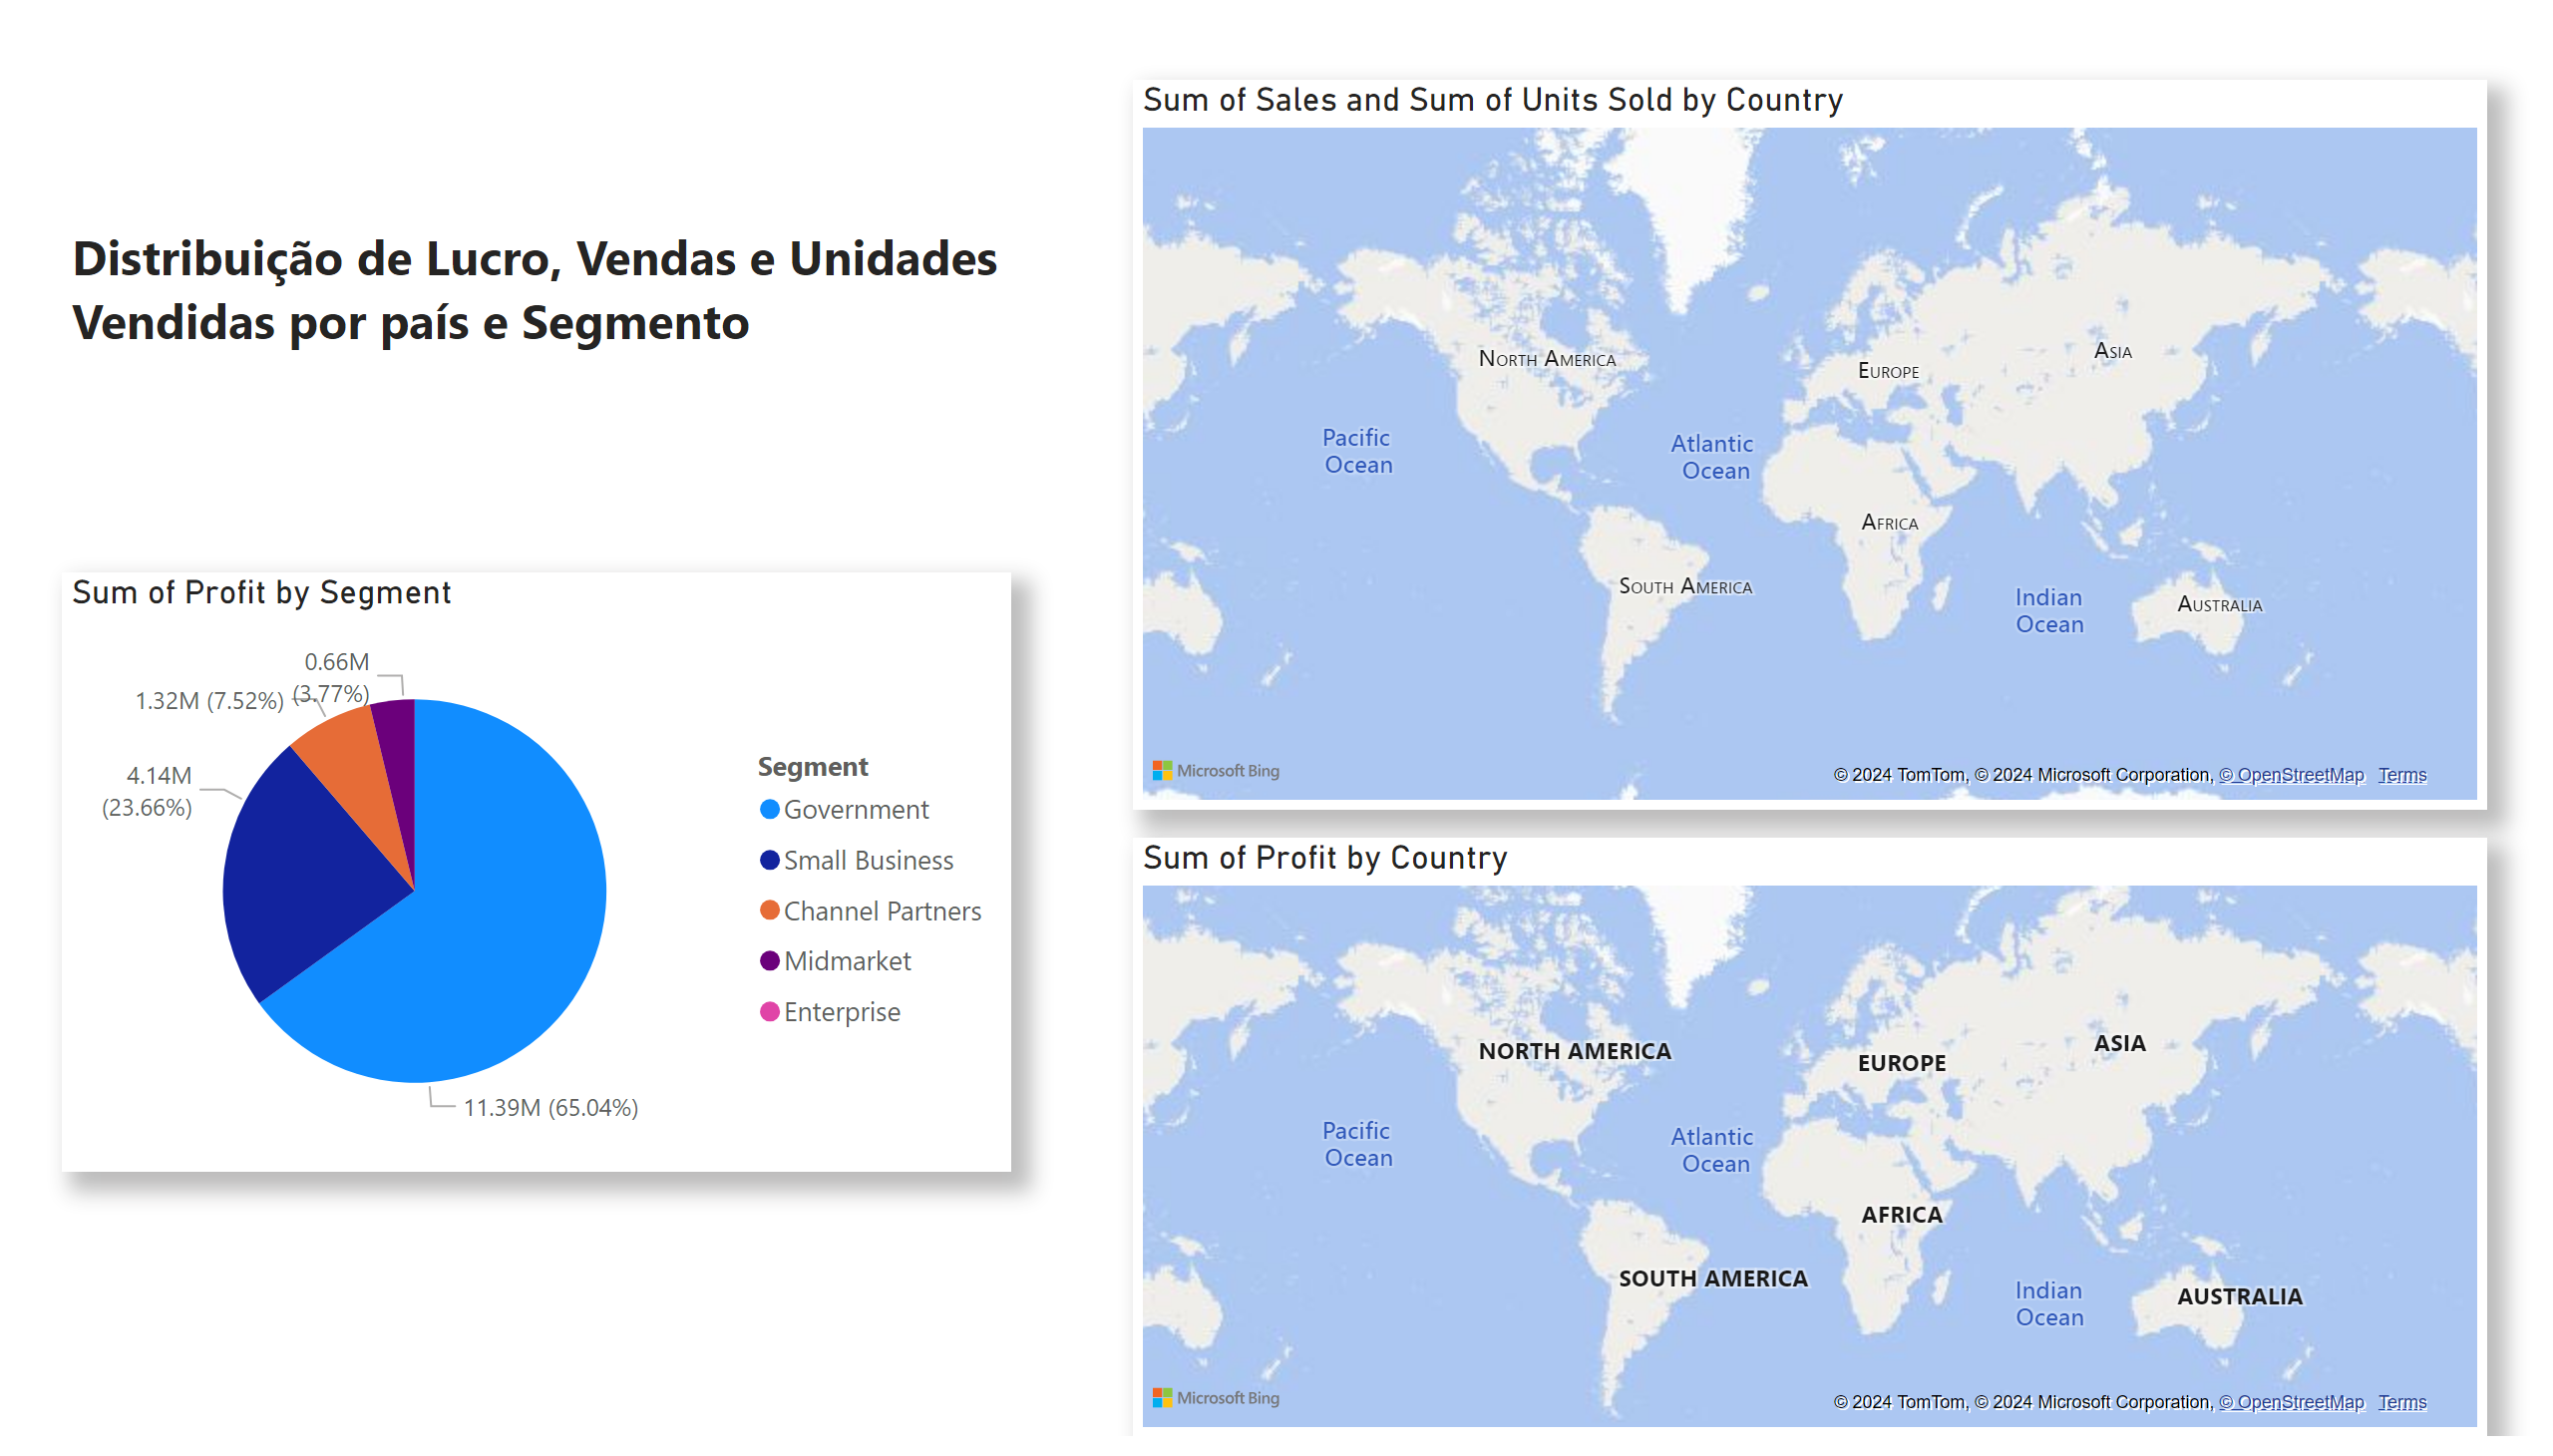 Distribuição de Lucro, Vendas e Unidades
Vendidas por país e Segmento
Sum of Profit by Segment
0.66M
(3.77%)
1.32M (7.52%)
4.14M
(23.66%)
11.39M (65.04%)
Segment
Government
Small Business
Channel Partners
Midmarket
Enterprise
Sum of Sales and Sum of Units Sold by Country
NORTH AMERICA
EUROPE
ASIA
Pacific
Ocean
Atlantic
Ocean
AFRICA
SOUTH AMERICA
Indian
Ocean
AUSTRALIA
Microsoft Bing
© 2024 TomTom, © 2024 Microsoft Corporation, © OpenStreetMap Terms
Sum of Profit by Country
NORTH AMERICA
EUROPE
ASIA
Pacific
Ocean
Atlantic
Ocean
AFRICA
SOUTH AMERICA
Indian
Ocean
AUSTRALIA
Microsoft Bing
© 2024 TomTom, © 2024 Microsoft Corporation, © OpenStreetMap Terms